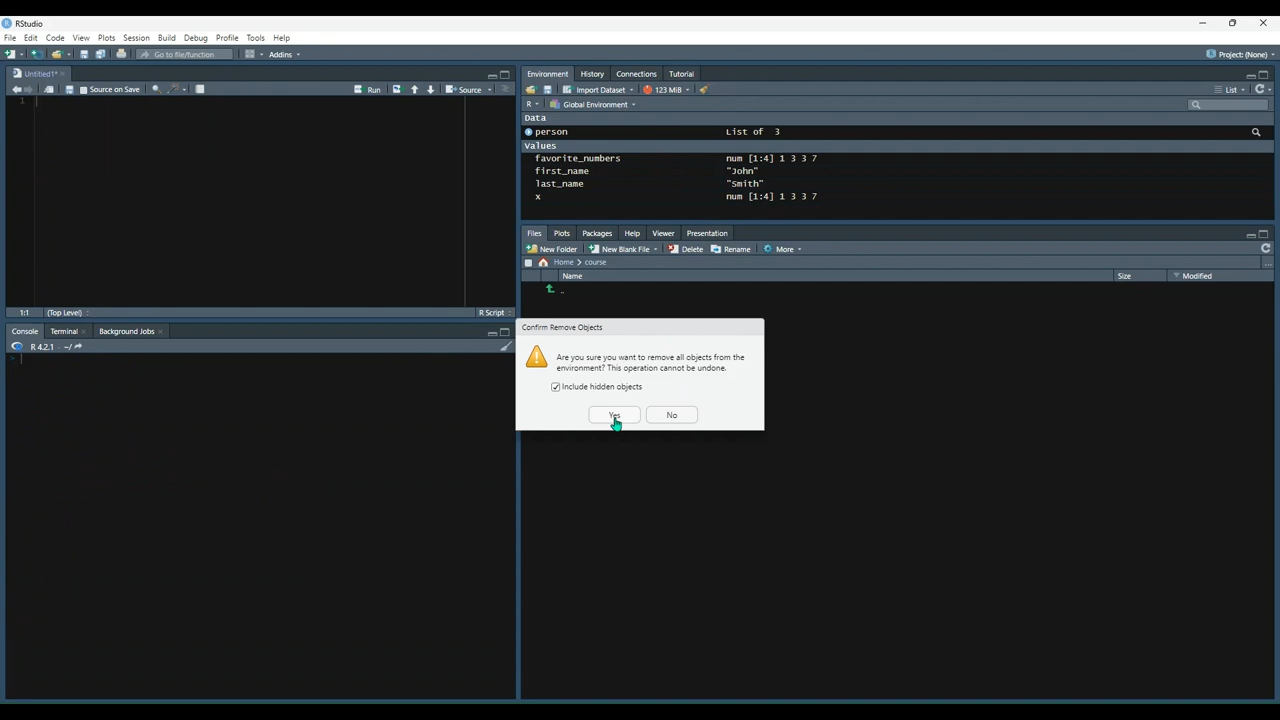 RStudio
File Edit Code View Plots Session Build Debug Profile Tools Help
Go to file/function Addins Project: (None)
Untitled1*
Source on Save Run Source
1
1:1 (Top Level) R Script
Console Terminal Background Jobs
R 4.2.1 · ~/
>
Environment History Connections Tutorial
Import Dataset 123 MiB List
R Global Environment
Data
person List of 3
Values
favorite_numbers num [1:4] 1 3 3 7
first_name "John"
last_name "Smith"
x num [1:4] 1 3 3 7
Files Plots Packages Help Viewer Presentation
New Folder New Blank File Delete Rename More
Home > course ...
Name Size Modified
..
Confirm Remove Objects
Are you sure you want to remove all objects from the
environment? This operation cannot be undone.
Include hidden objects
Yes No